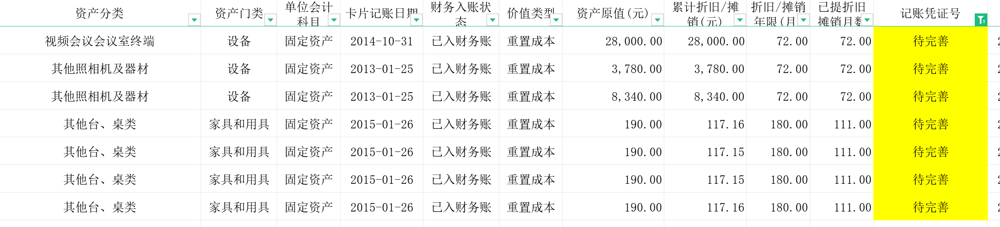 资产分类 资产门类 单位会计科目 卡片记账日期 财务入账状态 价值类型 资产原值(元) 累计折旧/摊销(元) 折旧/摊销年限(月 已提折旧摊销月数 记账凭证号
视频会议会议室终端 设备 固定资产 2014-10-31 已入财务账 重置成本 28,000.00 28,000.00 72.00 72.00 待完善 2
其他照相机及器材 设备 固定资产 2013-01-25 已入财务账 重置成本 3,780.00 3,780.00 72.00 72.00 待完善 2
其他照相机及器材 设备 固定资产 2013-01-25 已入财务账 重置成本 8,340.00 8,340.00 72.00 72.00 待完善 2
其他台、桌类 家具和用具 固定资产 2015-01-26 已入财务账 重置成本 190.00 117.16 180.00 111.00 待完善 2
其他台、桌类 家具和用具 固定资产 2015-01-26 已入财务账 重置成本 190.00 117.15 180.00 111.00 待完善 2
其他台、桌类 家具和用具 固定资产 2015-01-26 已入财务账 重置成本 190.00 117.15 180.00 111.00 待完善 2
其他台、桌类 家具和用具 固定资产 2015-01-26 已入财务账 重置成本 190.00 117.16 180.00 111.00 待完善 2